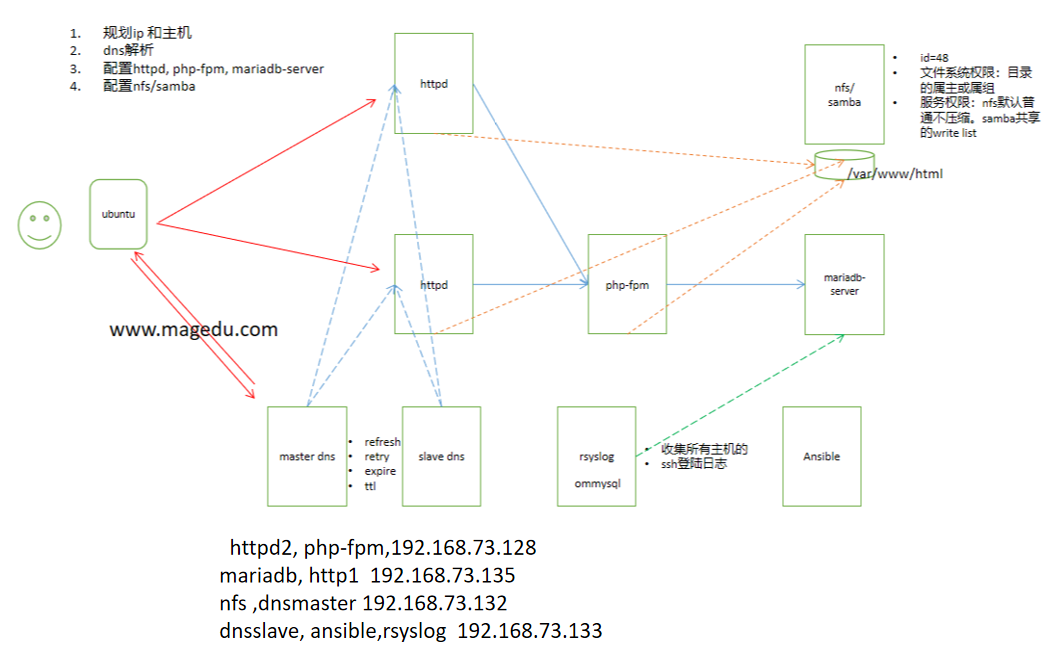 1. 规划ip 和主机
2. dns解析
3. 配置httpd, php-fpm, mariadb-server
4. 配置nfs/samba
httpd
nfs/
samba
• id=48
• 文件系统权限：目录
的属主或属组
• 服务权限：nfs默认普
通不压缩。samba共享
的write list
/var/www/html
ubuntu
httpd
php-fpm
mariadb-
server
www.magedu.com
master dns
• refresh
• retry
• expire
• ttl
slave dns
rsyslog
ommysql
• 收集所有主机的
• ssh登陆日志
Ansible
httpd2, php-fpm,192.168.73.128
mariadb, http1 192.168.73.135
nfs ,dnsmaster 192.168.73.132
dnsslave, ansible,rsyslog 192.168.73.133